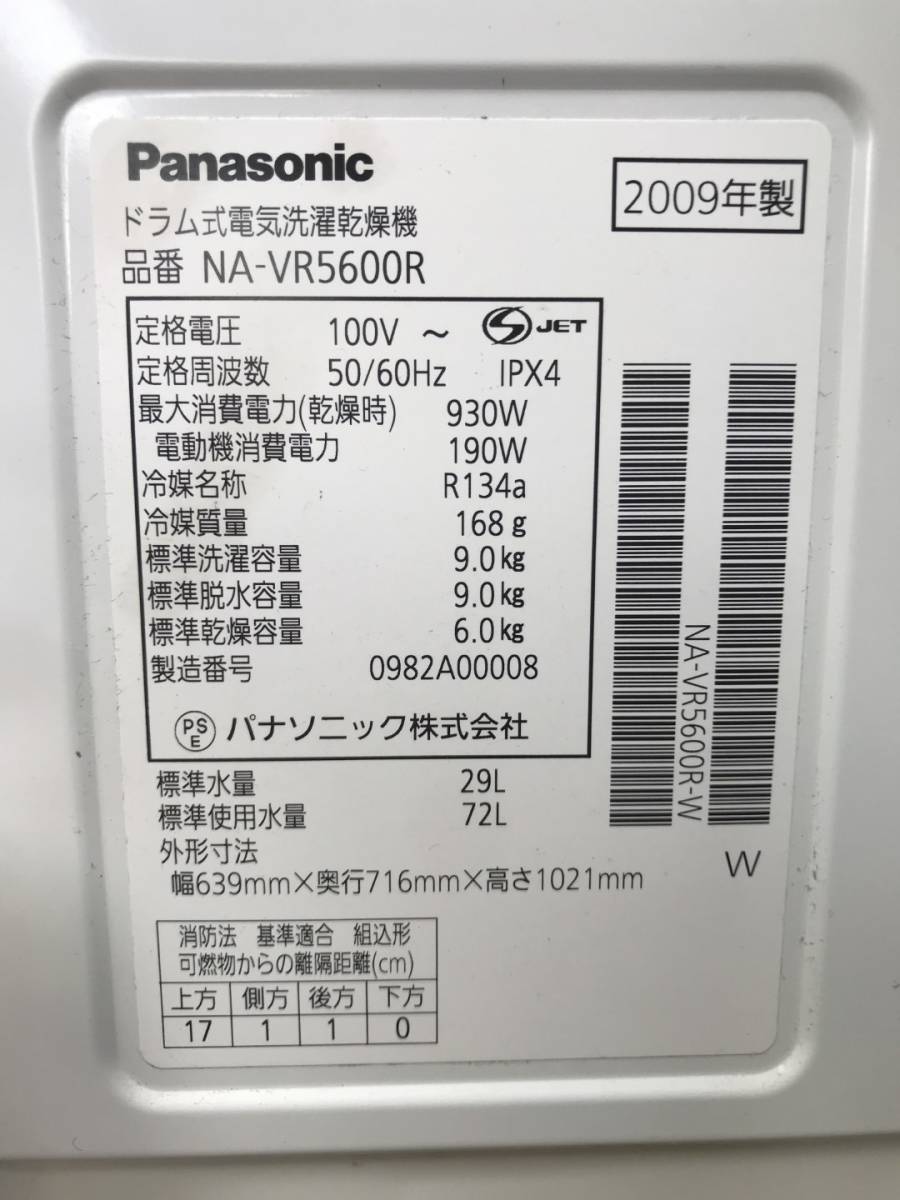 Panasonic
2009年製
ドラム式電気洗濯乾燥機
品番 NA-VR5600R
定格電圧 100V ～ S JET
定格周波数 50/60Hz IPX4
最大消費電力(乾燥時) 930W
電動機消費電力 190W
冷媒名称 R134a
冷媒質量 168g
標準洗濯容量 9.0kg
標準脱水容量 9.0kg
標準乾燥容量 6.0kg
製造番号 0982A00008
PSE パナソニック株式会社
NA-VR5600R-W
標準水量 29L
標準使用水量 72L
外形寸法
幅639mm×奥行716mm×高さ1021mm
W
消防法 基準適合 組込形
可燃物からの離隔距離(cm)
上方 側方 後方 下方
17 1 1 0